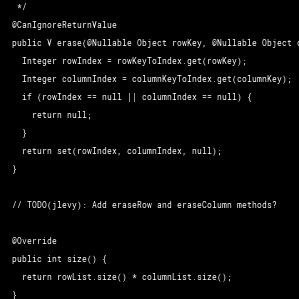 */
@CanIgnoreReturnValue
public V erase(@Nullable Object rowKey, @Nullable Object
Integer rowIndex = rowKeyToIndex.get(rowKey);
Integer columnIndex = columnKeyToIndex.get(columnKey);
if (rowIndex == null || columnIndex == null) {
return null;
}
return set(rowIndex, columnIndex, null);
}
// TODO(jlevy): Add eraseRow and eraseColumn methods?
@Override
public int size() {
return rowList.size() * columnList.size();
}